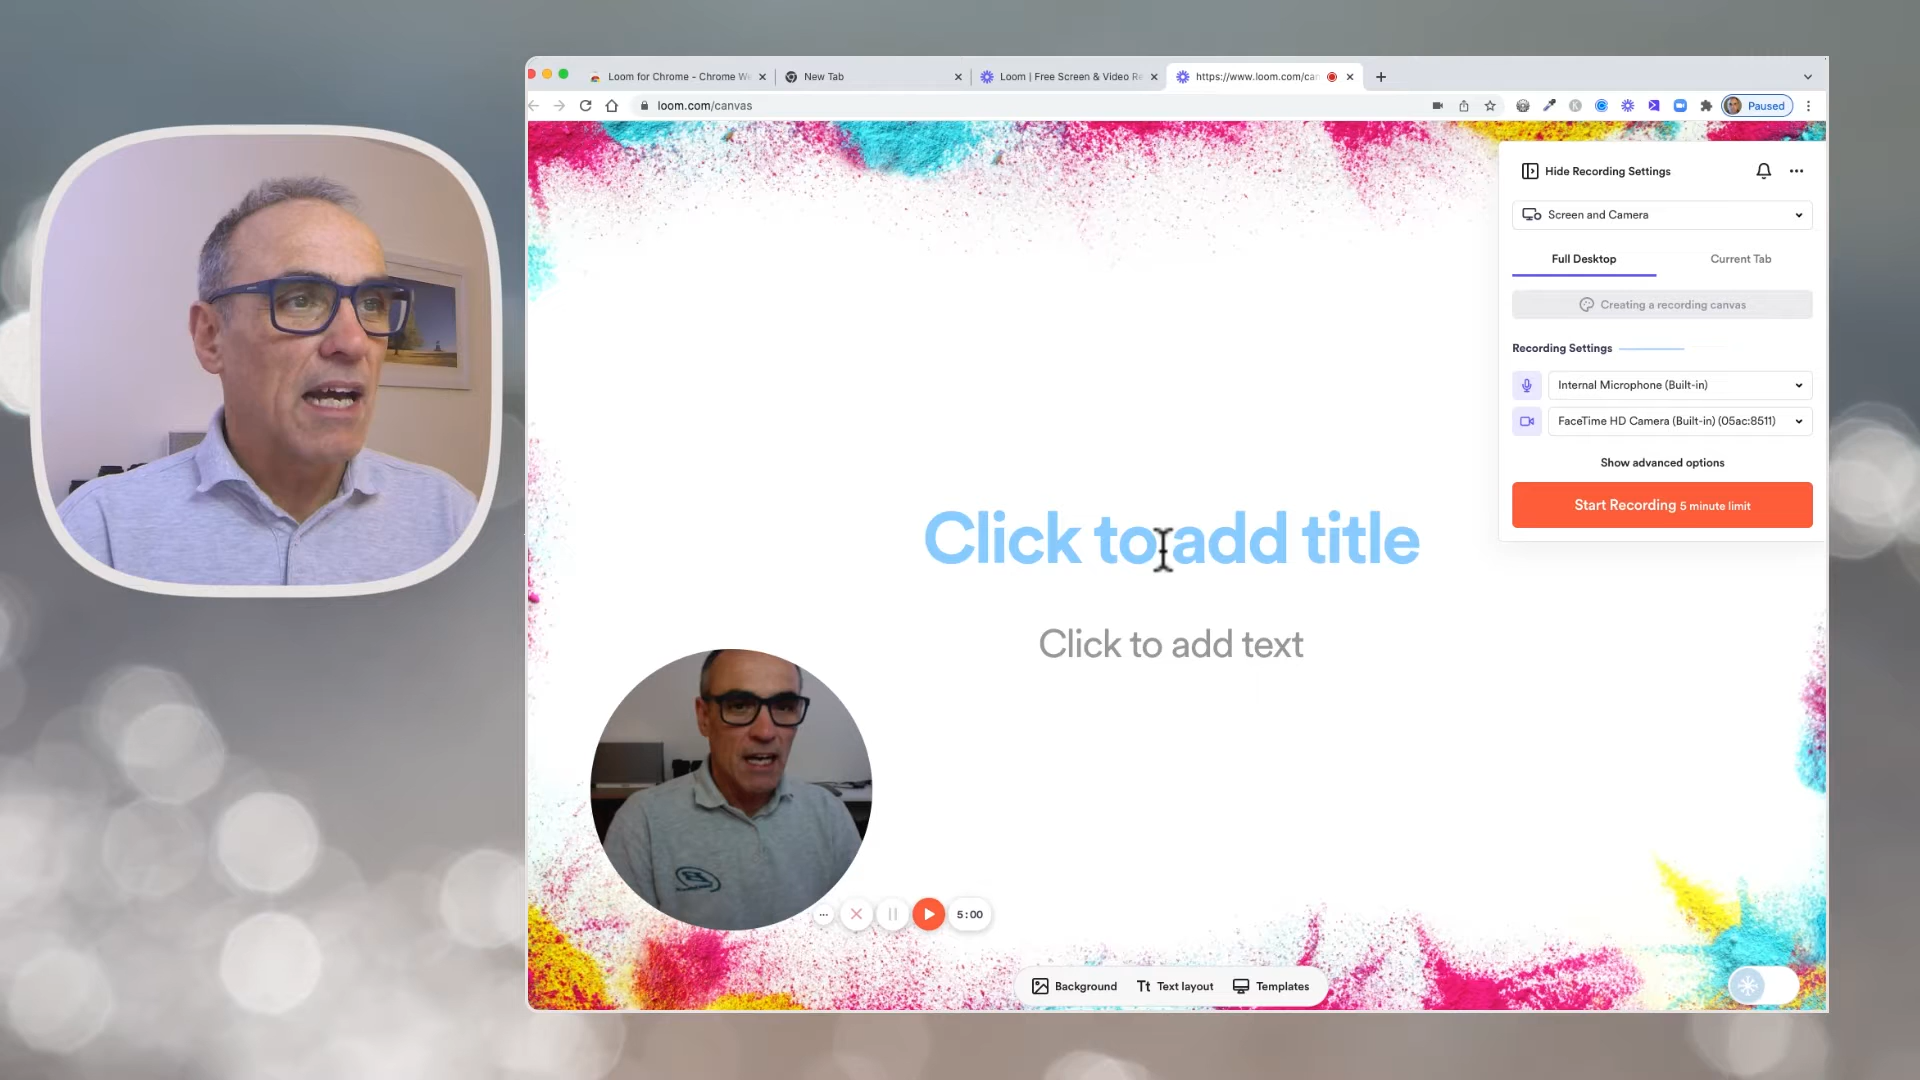 Loom for Chrome - Chrome We
New Tab
Loom | Free Screen & Video Re
https://www.loom.com/can
loom.com/canvas
Paused
Hide Recording Settings
Screen and Camera
Full Desktop
Current Tab
Creating a recording canvas
Recording Settings
Internal Microphone (Built-in)
FaceTime HD Camera (Built-in) (05ac:8511)
Show advanced options
Start Recording 5 minute limit
Click to add title
Click to add text
5:00
Background
Tt Text layout
Templates